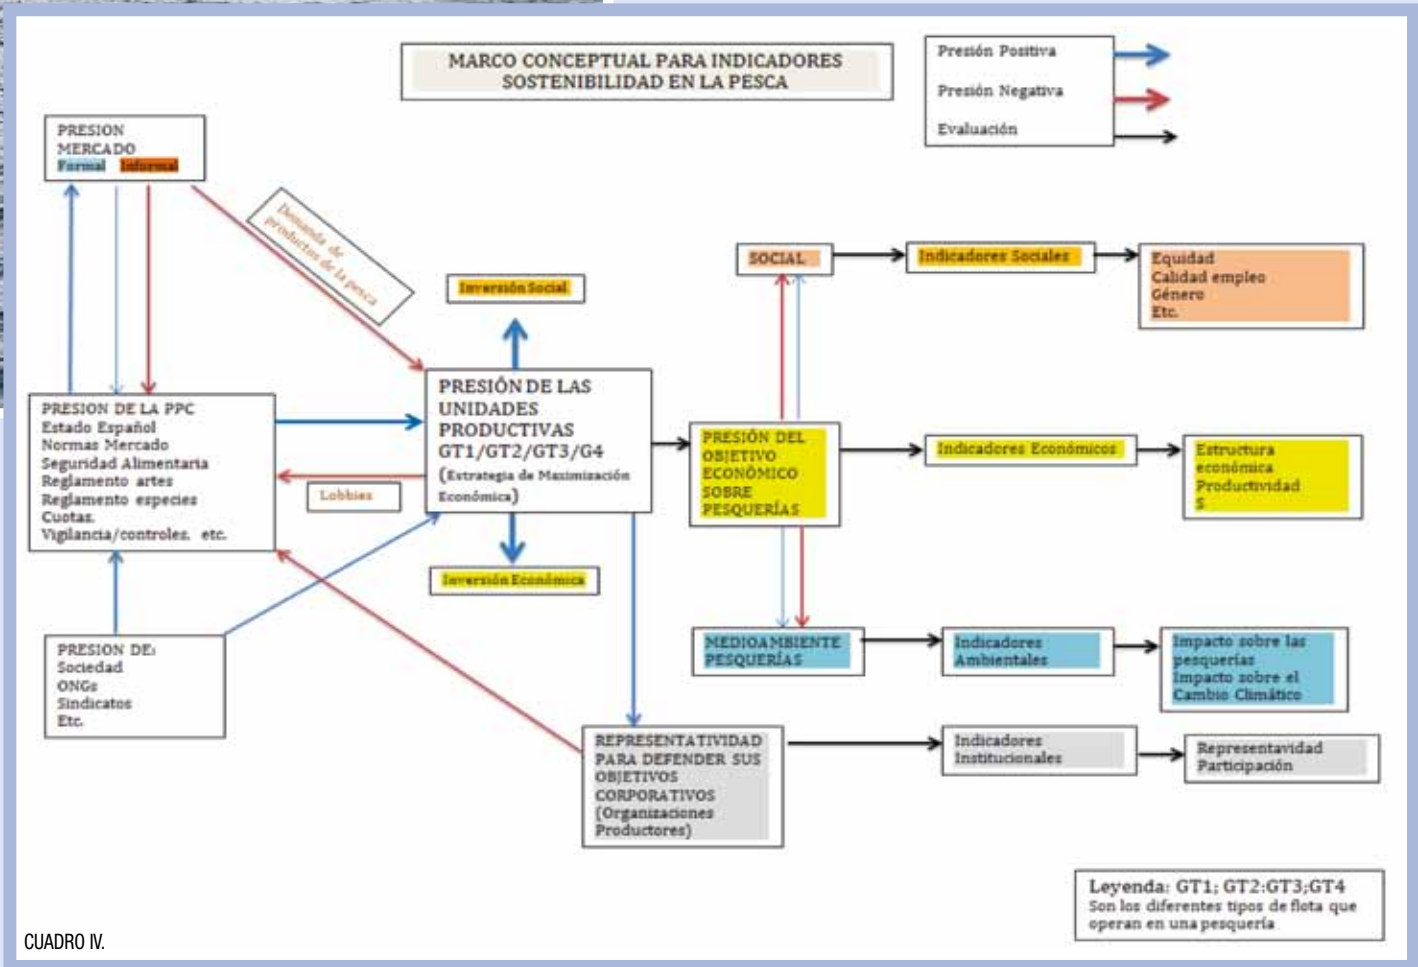 MARCO CONCEPTUAL PARA INDICADORES
SOSTENIBILIDAD EN LA PESCA
Presión Positiva
Presión Negativa
Evaluación
PRESION
MERCADO
Formal Informal
Demanda de
productos de la pesca
Inversión Social
SOCIAL
Indicadores Sociales
Equidad
Calidad empleo
Género
Etc.
PRESION DE LA PPC
Estado Español
Normas Mercado
Seguridad Alimentaria
Reglamento artes
Reglamento especies
Cuotas.
Vigilancia/controles. etc.
PRESIÓN DE LAS
UNIDADES
PRODUCTIVAS
GT1/GT2/GT3/G4
(Estrategia de Maximización
Económica)
Lobbies
PRESIÓN DEL
OBJETIVO
ECONÓMICO
SOBRE
PESQUERÍAS
Indicadores Económicos
Estructura
económica
Productividad
S
Inversión Económica
PRESION DE:
Sociedad
ONGs
Sindicatos
Etc.
MEDIOAMBIENTE
PESQUERÍAS
Indicadores
Ambientales
Impacto sobre las
pesquerías
Impacto sobre el
Cambio Climático
REPRESENTATIVIDAD
PARA DEFENDER SUS
OBJETIVOS
CORPORATIVOS
(Organizaciones
Productores)
Indicadores
Institucionales
Representavidad
Participación
Leyenda: GT1; GT2:GT3;GT4
Son los diferentes tipos de flota que
operan en una pesquería
CUADRO IV.